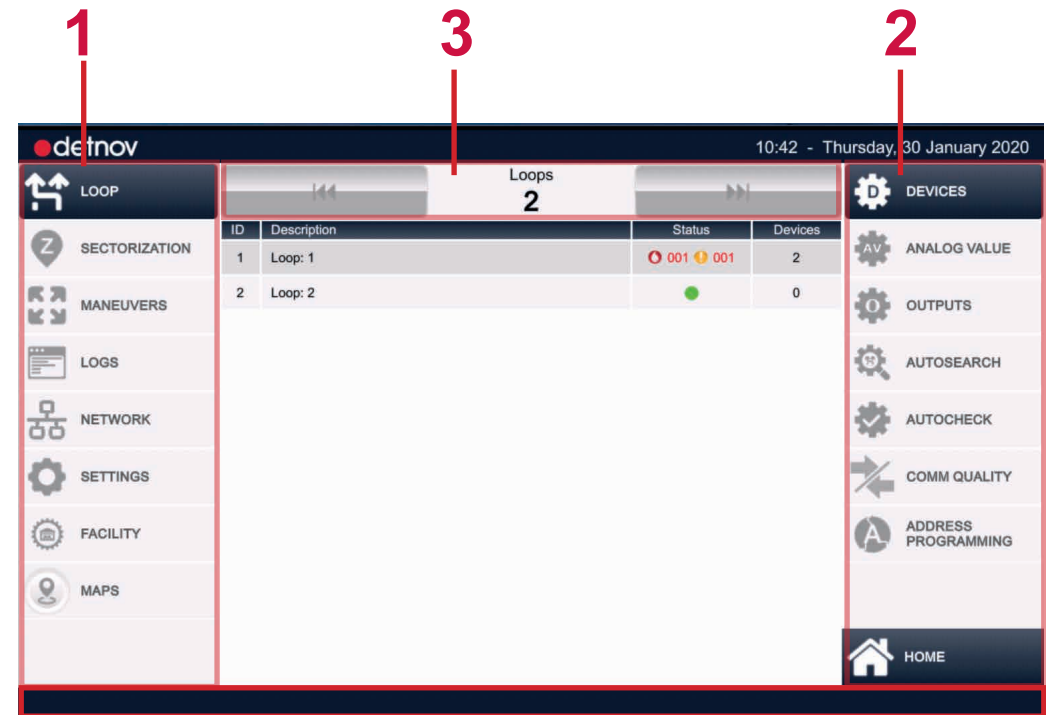 1
3
2
detnov
10:42 - Thursday, 30 January 2020
LOOP
SECTORIZATION
MANEUVERS
LOGS
NETWORK
SETTINGS
FACILITY
MAPS
Loops
2
ID Description Status Devices
1 Loop: 1 001 001 2
2 Loop: 2 0
D DEVICES
AV ANALOG VALUE
O OUTPUTS
AUTOSEARCH
AUTOCHECK
COMM QUALITY
A ADDRESS
PROGRAMMING
HOME
Z